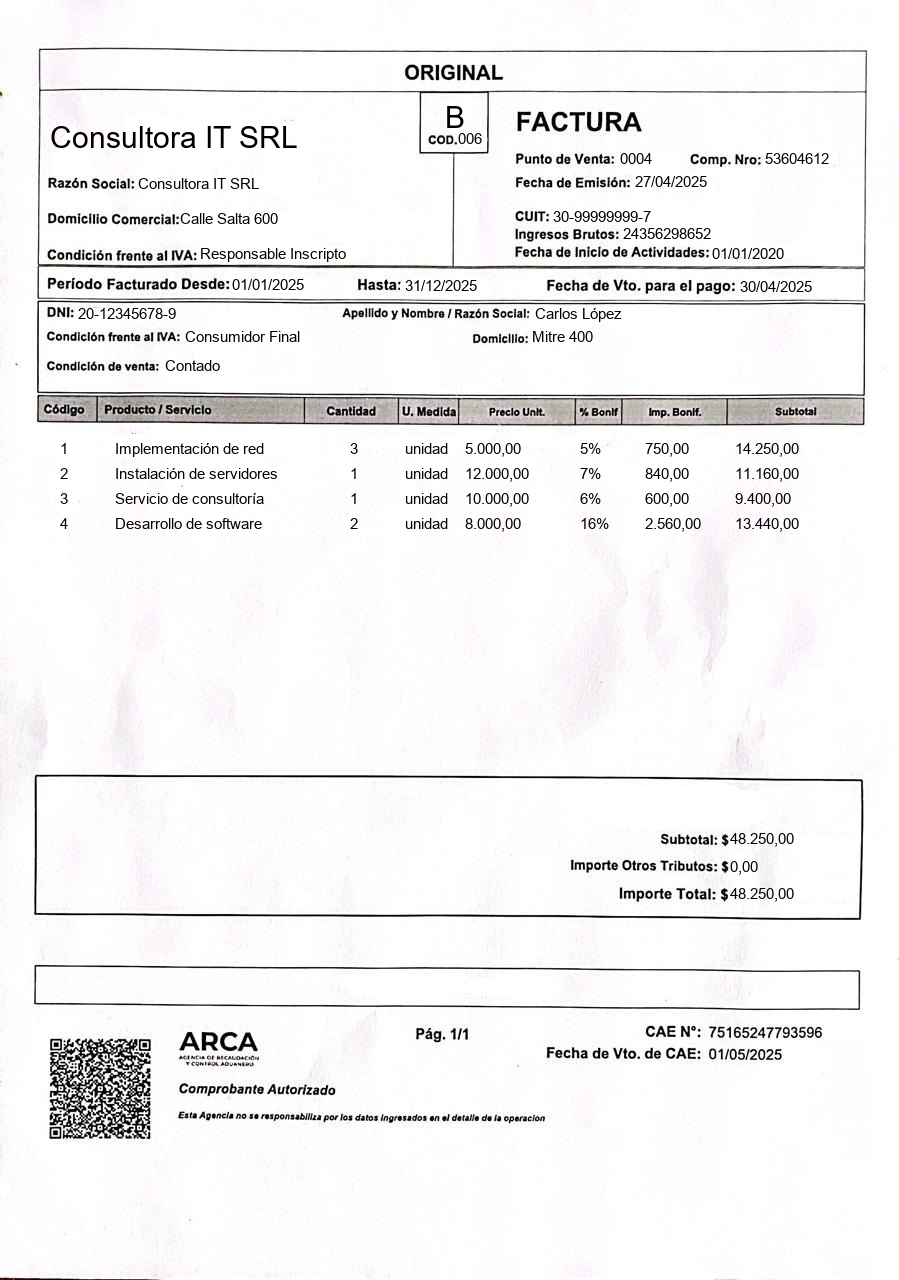 ORIGINAL
B
COD.006
Consultora IT SRL
FACTURA
Punto de Venta: 0004 Comp. Nro: 53604612
Razón Social: Consultora IT SRL
Fecha de Emisión: 27/04/2025
Domicilio Comercial:Calle Salta 600
CUIT: 30-99999999-7
Ingresos Brutos: 24356298652
Condición frente al IVA: Responsable Inscripto
Fecha de Inicio de Actividades: 01/01/2020
Período Facturado Desde: 01/01/2025 Hasta: 31/12/2025 Fecha de Vto. para el pago: 30/04/2025
DNI: 20-12345678-9 Apellido y Nombre / Razón Social: Carlos López
Condición frente al IVA: Consumidor Final Domicilio: Mitre 400
Condición de venta: Contado
Código Producto / Servicio Cantidad U. Medida Precio Unit. % Bonif Imp. Bonif. Subtotal
1 Implementación de red 3 unidad 5.000,00 5% 750,00 14.250,00
2 Instalación de servidores 1 unidad 12.000,00 7% 840,00 11.160,00
3 Servicio de consultoría 1 unidad 10.000,00 6% 600,00 9.400,00
4 Desarrollo de software 2 unidad 8.000,00 16% 2.560,00 13.440,00
Subtotal: $48.250,00
Importe Otros Tributos: $0,00
Importe Total: $48.250,00
ARCA
AGENCIA DE RECAUDACIÓN
Y CONTROL ADUANERO
Pág. 1/1
CAE N°: 75165247793596
Fecha de Vto. de CAE: 01/05/2025
Comprobante Autorizado
Esta Agencia no se responsabiliza por los datos ingresados en el detalle de la operacion